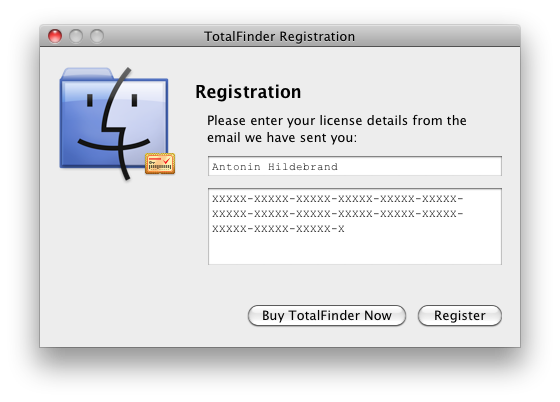 TotalFinder Registration
Registration
Please enter your license details from the
email we have sent you:
Antonin Hildebrand
XXXXX-XXXXX-XXXXX-XXXXX-XXXXX-XXXXX-
XXXXX-XXXXX-XXXXX-XXXXX-XXXXX-XXXXX-
XXXXX-XXXXX-XXXXX-X
Buy TotalFinder Now
Register